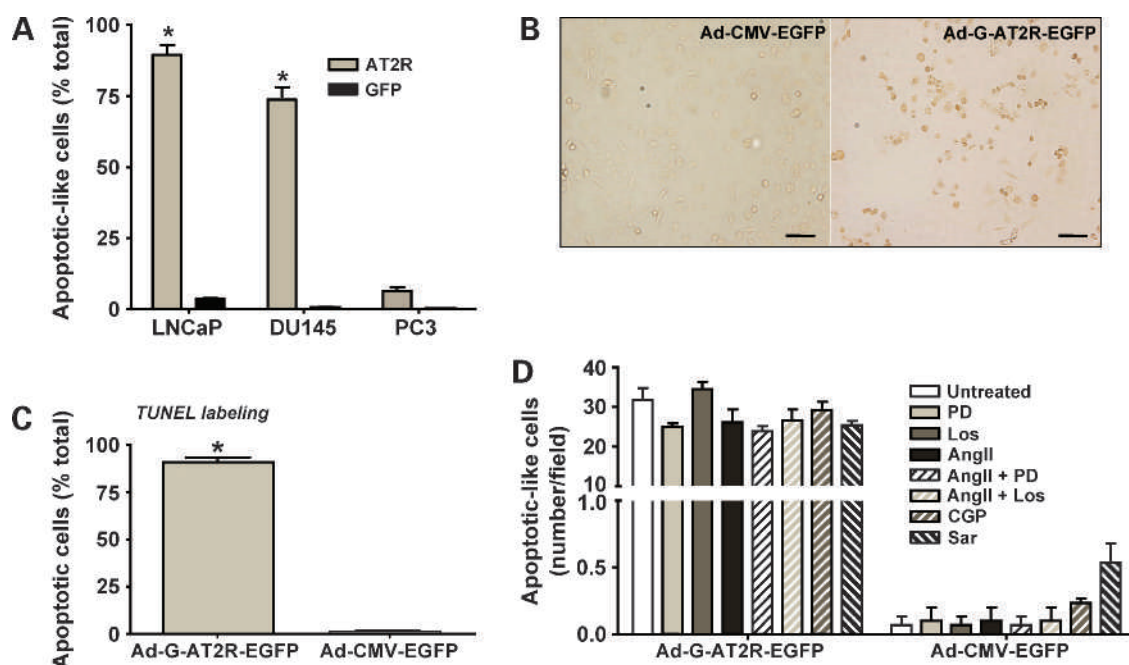 A
Apoptotic-like cells (% total)
100
75
50
25
0
*
*
AT2R
GFP
LNCaP
DU145
PC3
B
Ad-CMV-EGFP
Ad-G-AT2R-EGFP
C
TUNEL labeling
Apoptotic cells (% total)
100
75
50
25
0
*
Ad-G-AT2R-EGFP
Ad-CMV-EGFP
D
Apoptotic-like cells
(number/field)
40
30
20
10
1.0
0.5
0.0
Untreated
PD
Los
AngII
AngII + PD
AngII + Los
CGP
Sar
Ad-G-AT2R-EGFP
Ad-CMV-EGFP